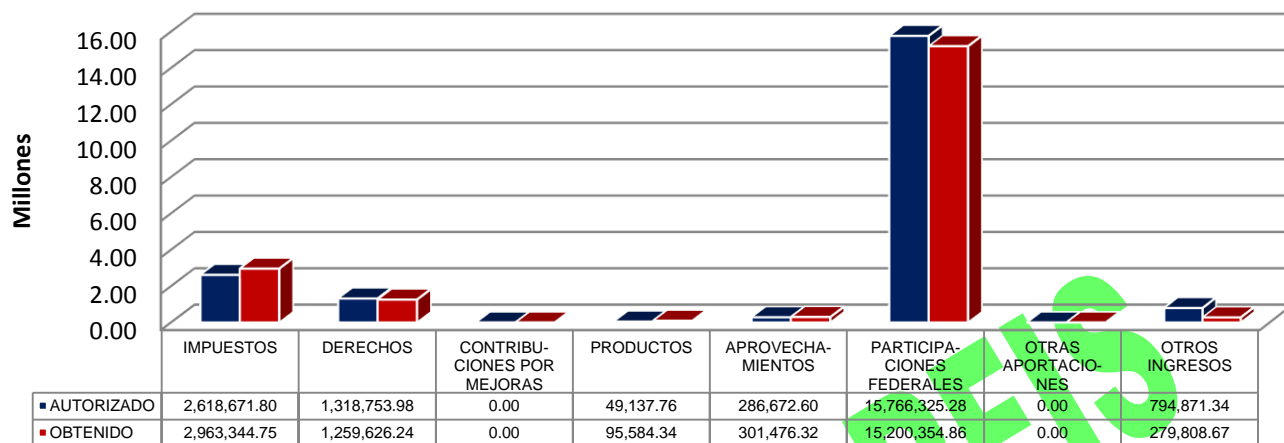 Millones
16.00
14.00
12.00
10.00
8.00
6.00
4.00
2.00
0.00
IMPUESTOS DERECHOS CONTRIBU-CIONES POR MEJORAS PRODUCTOS APROVECHA-MIENTOS PARTICIPA-CIONES FEDERALES OTRAS APORTACIO-NES OTROS INGRESOS
AUTORIZADO 2,618,671.80 1,318,753.98 0.00 49,137.76 286,672.60 15,766,325.28 0.00 794,871.34
OBTENIDO 2,963,344.75 1,259,626.24 0.00 95,584.34 301,476.32 15,200,354.86 0.00 279,808.67